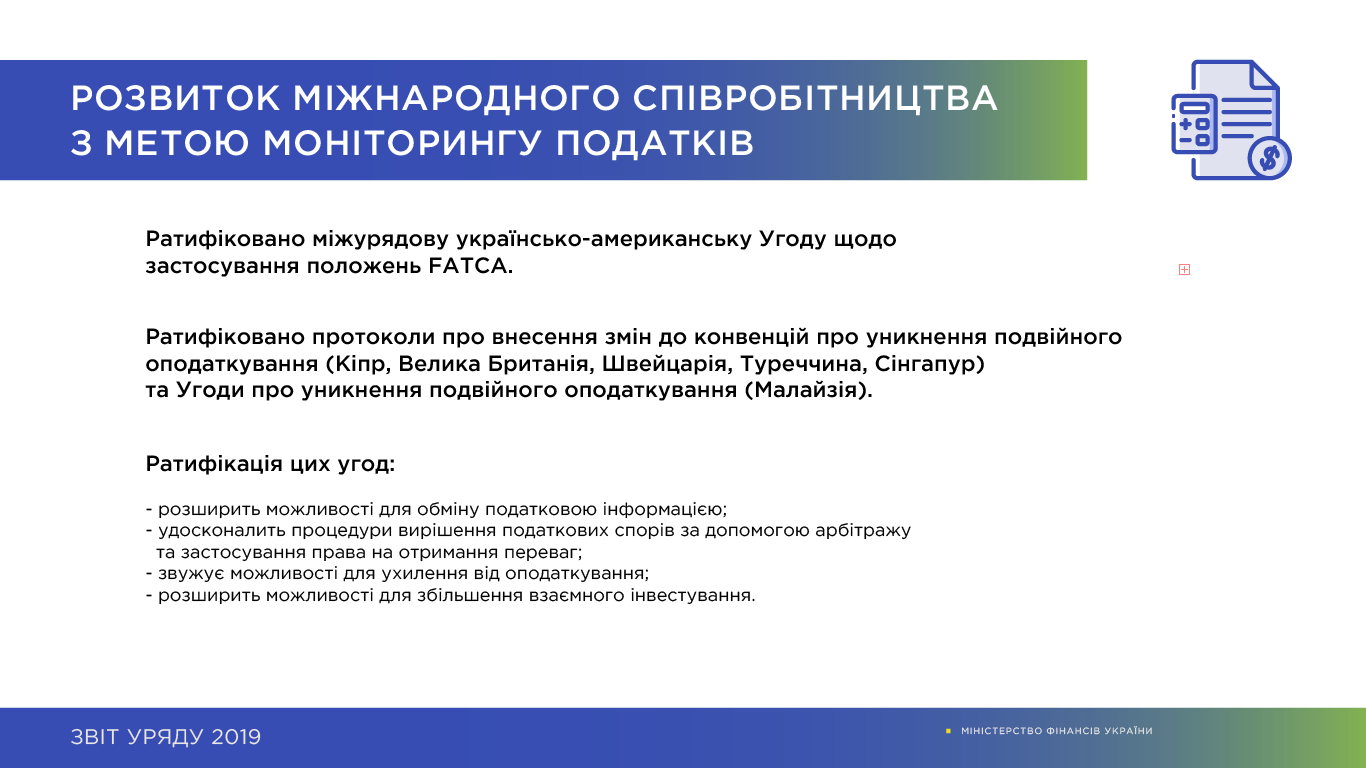 РОЗВИТОК МІЖНАРОДНОГО СПІВРОБІТНИЦТВА
З МЕТОЮ МОНІТОРИНГУ ПОДАТКІВ
Ратифіковано міжурядову українсько-американську Угоду щодо
застосування положень FATCA.
Ратифіковано протоколи про внесення змін до конвенцій про уникнення подвійного
оподаткування (Кіпр, Велика Британія, Швейцарія, Туреччина, Сінгапур)
та Угоди про уникнення подвійного оподаткування (Малайзія).
Ратифікація цих угод:
- розширить можливості для обміну податковою інформацією;
- удосконалить процедури вирішення податкових спорів за допомогою арбітражу
та застосування права на отримання переваг;
- звужує можливості для ухилення від оподаткування;
- розширить можливості для збільшення взаємного інвестування.
ЗВІТ УРЯДУ 2019
МІНІСТЕРСТВО ФІНАНСІВ УКРАЇНИ